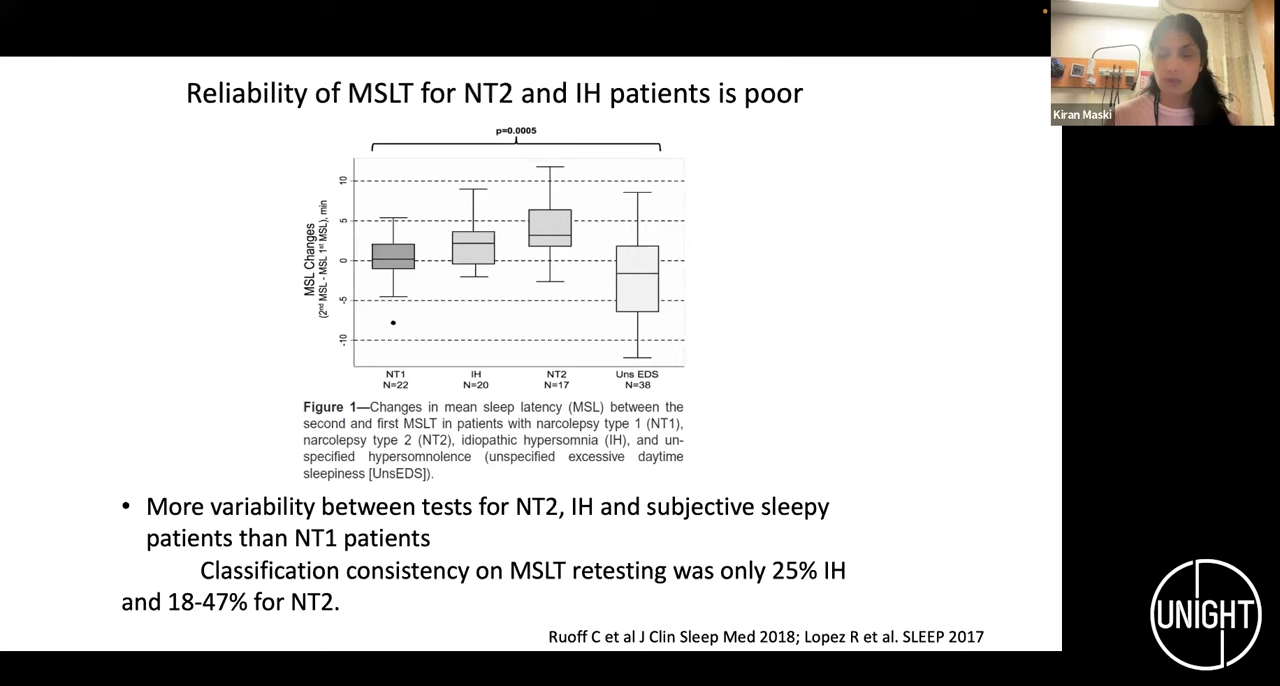 Reliability of MSLT for NT2 and IH patients is poor
Kiran Maski
p=0.0005
MSL Changes
(2nd MSL - MSL 1st MSL), min
10
5
0
-5
-10
NT1
N=22
IH
N=20
NT2
N=17
Uns EDS
N=38
Figure 1—Changes in mean sleep latency (MSL) between the
second and first MSLT in patients with narcolepsy type 1 (NT1),
narcolepsy type 2 (NT2), idiopathic hypersomnia (IH), and un-
specified hypersomnolence (unspecified excessive daytime
sleepiness [UnsEDS]).
• More variability between tests for NT2, IH and subjective sleepy
patients than NT1 patients
Classification consistency on MSLT retesting was only 25% IH
and 18-47% for NT2.
Ruoff C et al J Clin Sleep Med 2018; Lopez R et al. SLEEP 2017
UNIGHT